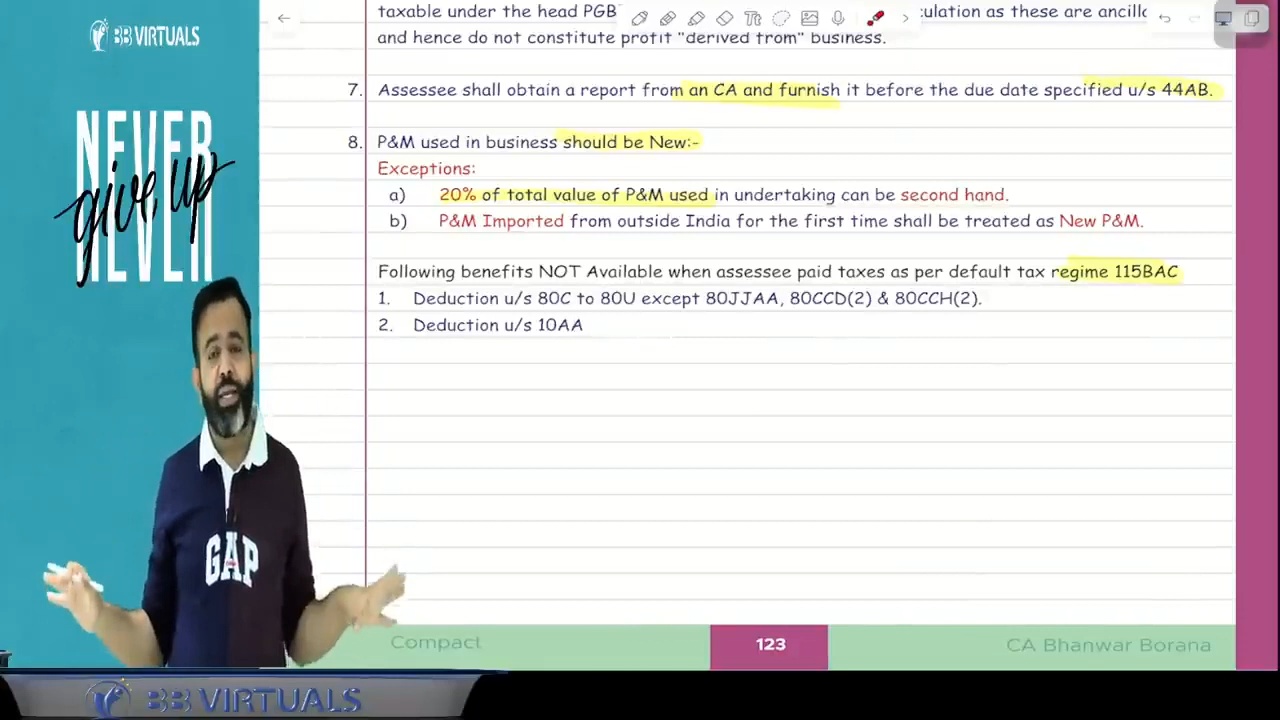 BB VIRTUALS
NEVER
give up
NEVER
taxable under the head PGB
culation as these are ancill
and hence do not constitute profit "derived from" business.
7. Assessee shall obtain a report from an CA and furnish it before the due date specified u/s 44AB.
8. P&M used in business should be New:-
Exceptions:
a) 20% of total value of P&M used in undertaking can be second hand.
b) P&M Imported from outside India for the first time shall be treated as New P&M.
Following benefits NOT Available when assessee paid taxes as per default tax regime 115BAC
1. Deduction u/s 80C to 80U except 80JJAA, 80CCD(2) & 80CCH(2).
2. Deduction u/s 10AA
GAP
Compact
123
CA Bhanwar Borana
BB VIRTUALS